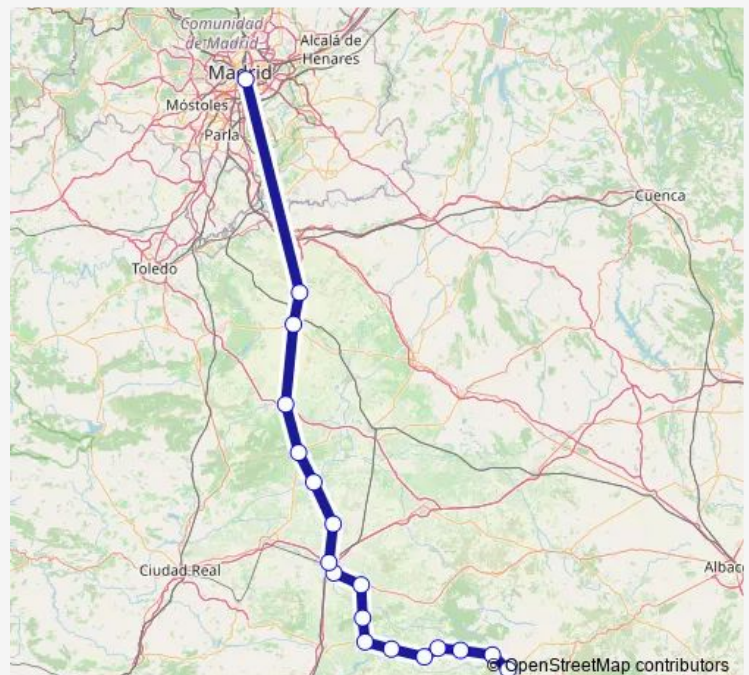 Comunidad
de Madrid
Alcalá de
Henares
Madrid
Móstoles
Parla
Cuenca
Toledo
Ciudad Real
Albac
© OpenStreetMap contributors